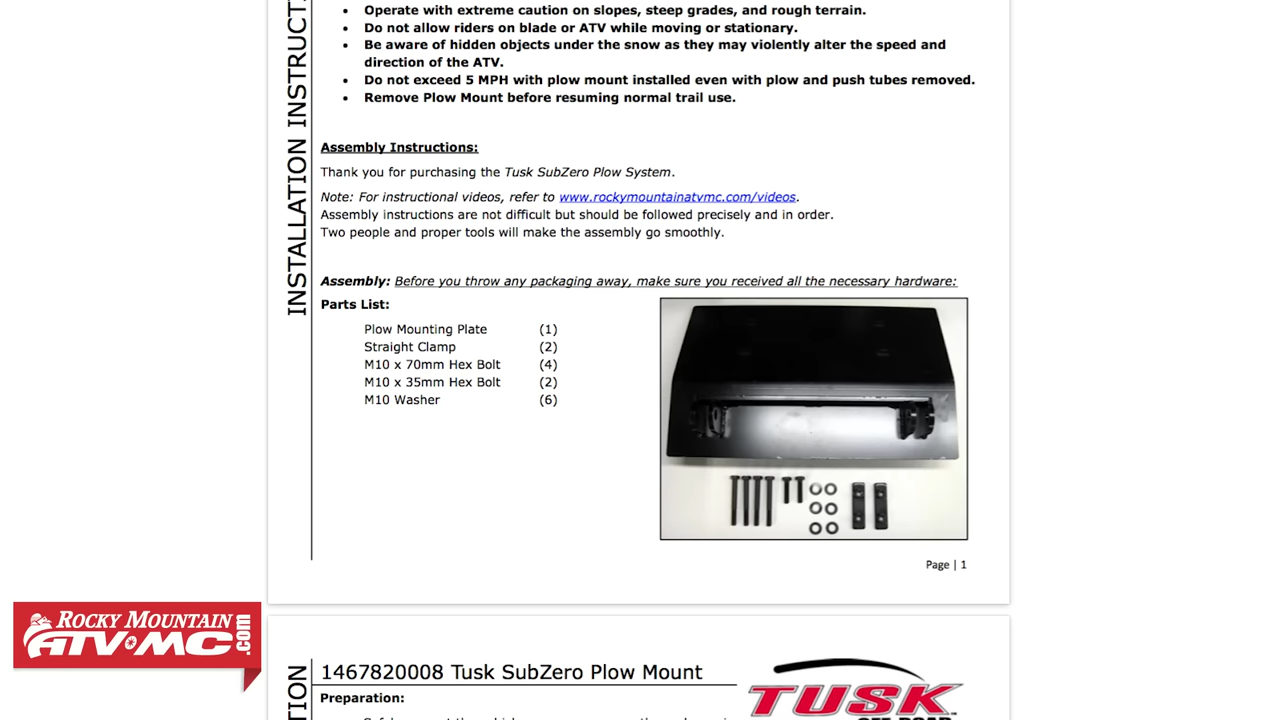 INSTALLATION INSTRUCT
• Operate with extreme caution on slopes, steep grades, and rough terrain.
• Do not allow riders on blade or ATV while moving or stationary.
• Be aware of hidden objects under the snow as they may violently alter the speed and
direction of the ATV.
• Do not exceed 5 MPH with plow mount installed even with plow and push tubes removed.
• Remove Plow Mount before resuming normal trail use.
Assembly Instructions:
Thank you for purchasing the Tusk SubZero Plow System.
Note: For instructional videos, refer to www.rockymountainatvmc.com/videos.
Assembly instructions are not difficult but should be followed precisely and in order.
Two people and proper tools will make the assembly go smoothly.
Assembly: Before you throw any packaging away, make sure you received all the necessary hardware:
Parts List:
Plow Mounting Plate (1)
Straight Clamp (2)
M10 x 70mm Hex Bolt (4)
M10 x 35mm Hex Bolt (2)
M10 Washer (6)
Page | 1
ROCKY MOUNTAIN
ATV•MC.com
TION
1467820008 Tusk SubZero Plow Mount
TUSK
OFF-ROAD
Preparation: